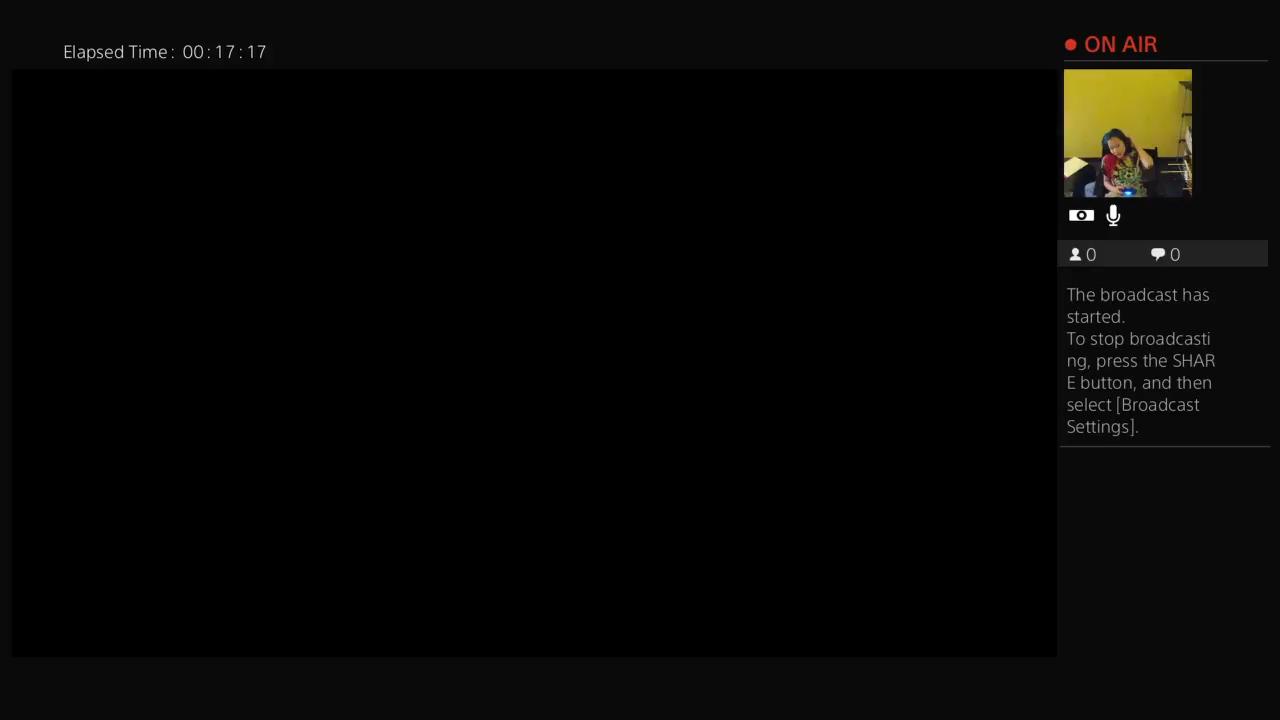 Elapsed Time: 00:17:17
ON AIR
0 0
The broadcast has
started.
To stop broadcasti
ng, press the SHAR
E button, and then
select [Broadcast
Settings].